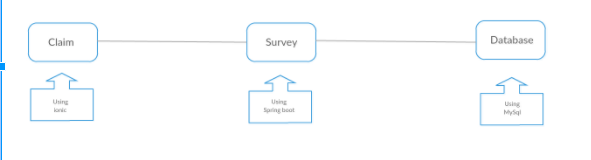 Claim
Survey
Database
Using
ionic
Using
Spring boot
Using
MySql